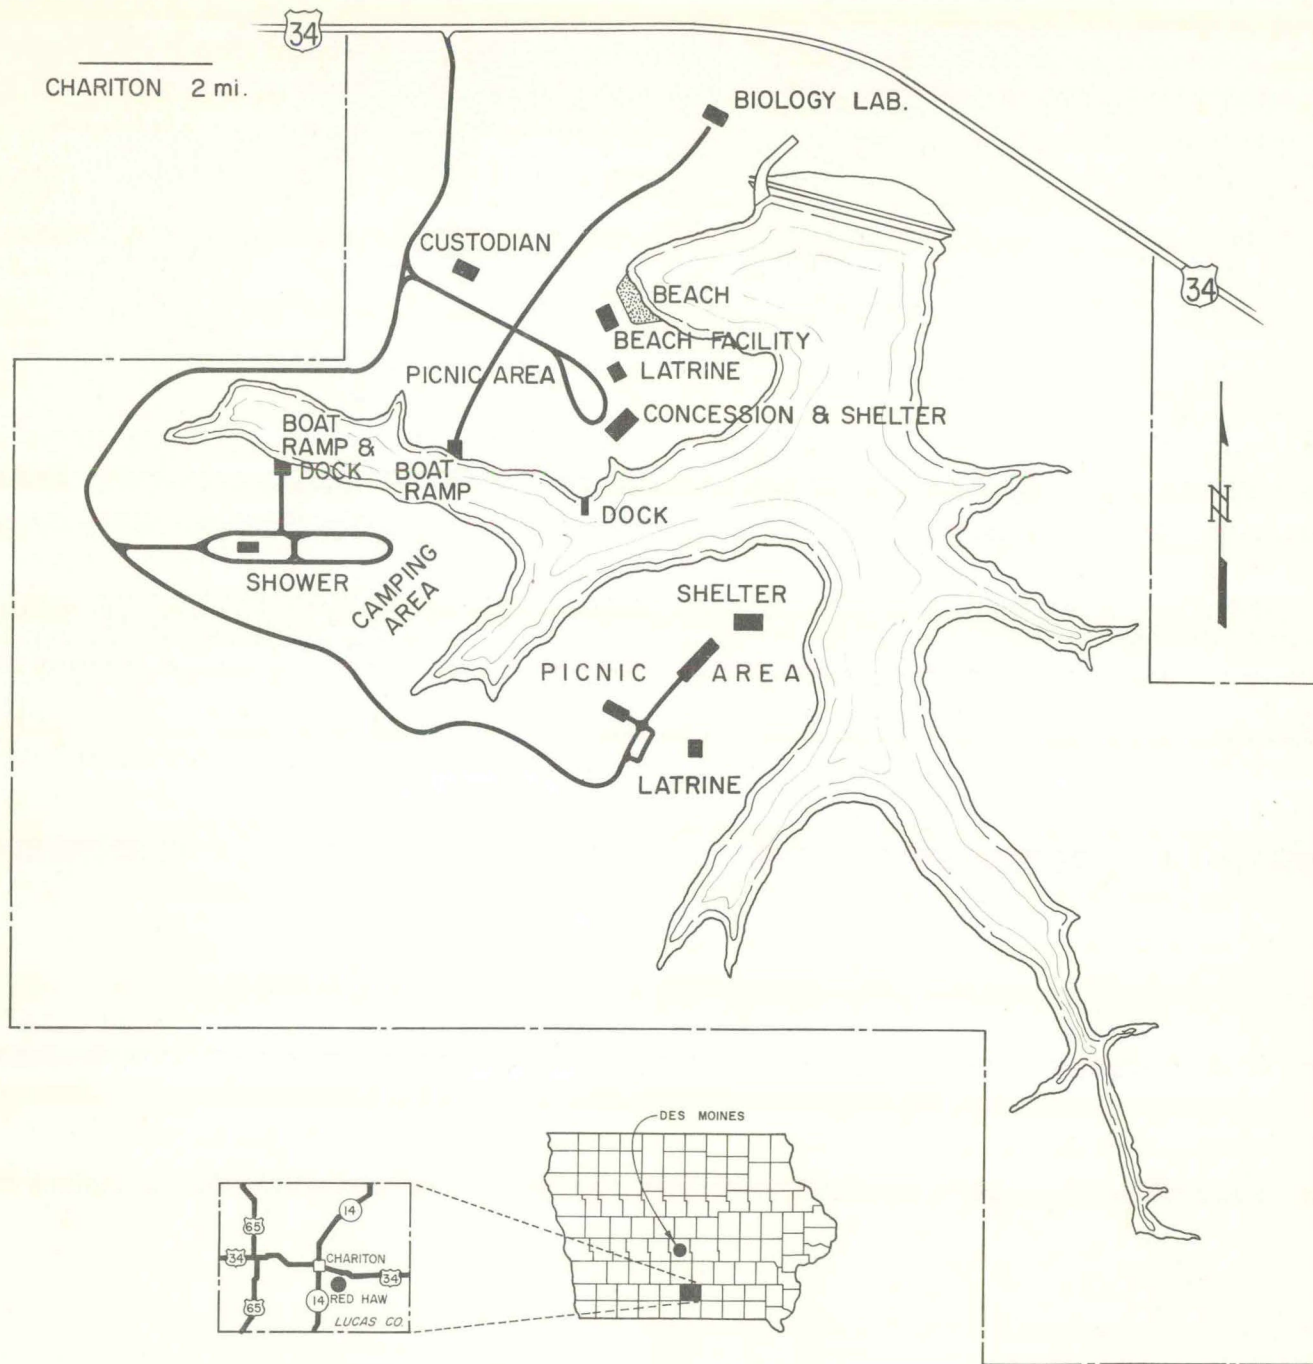 34
CHARITON 2 mi.
BIOLOGY LAB.
CUSTODIAN
34
BEACH
BEACH FACILITY
LATRINE
PICNIC AREA
CONCESSION & SHELTER
BOAT
RAMP &
DOCK
BOAT
RAMP
DOCK
N
SHOWER
CAMPING
AREA
SHELTER
PICNIC AREA
LATRINE
DES MOINES
14
65
34
CHARITON
34
65
14
RED HAW
LUCAS CO.